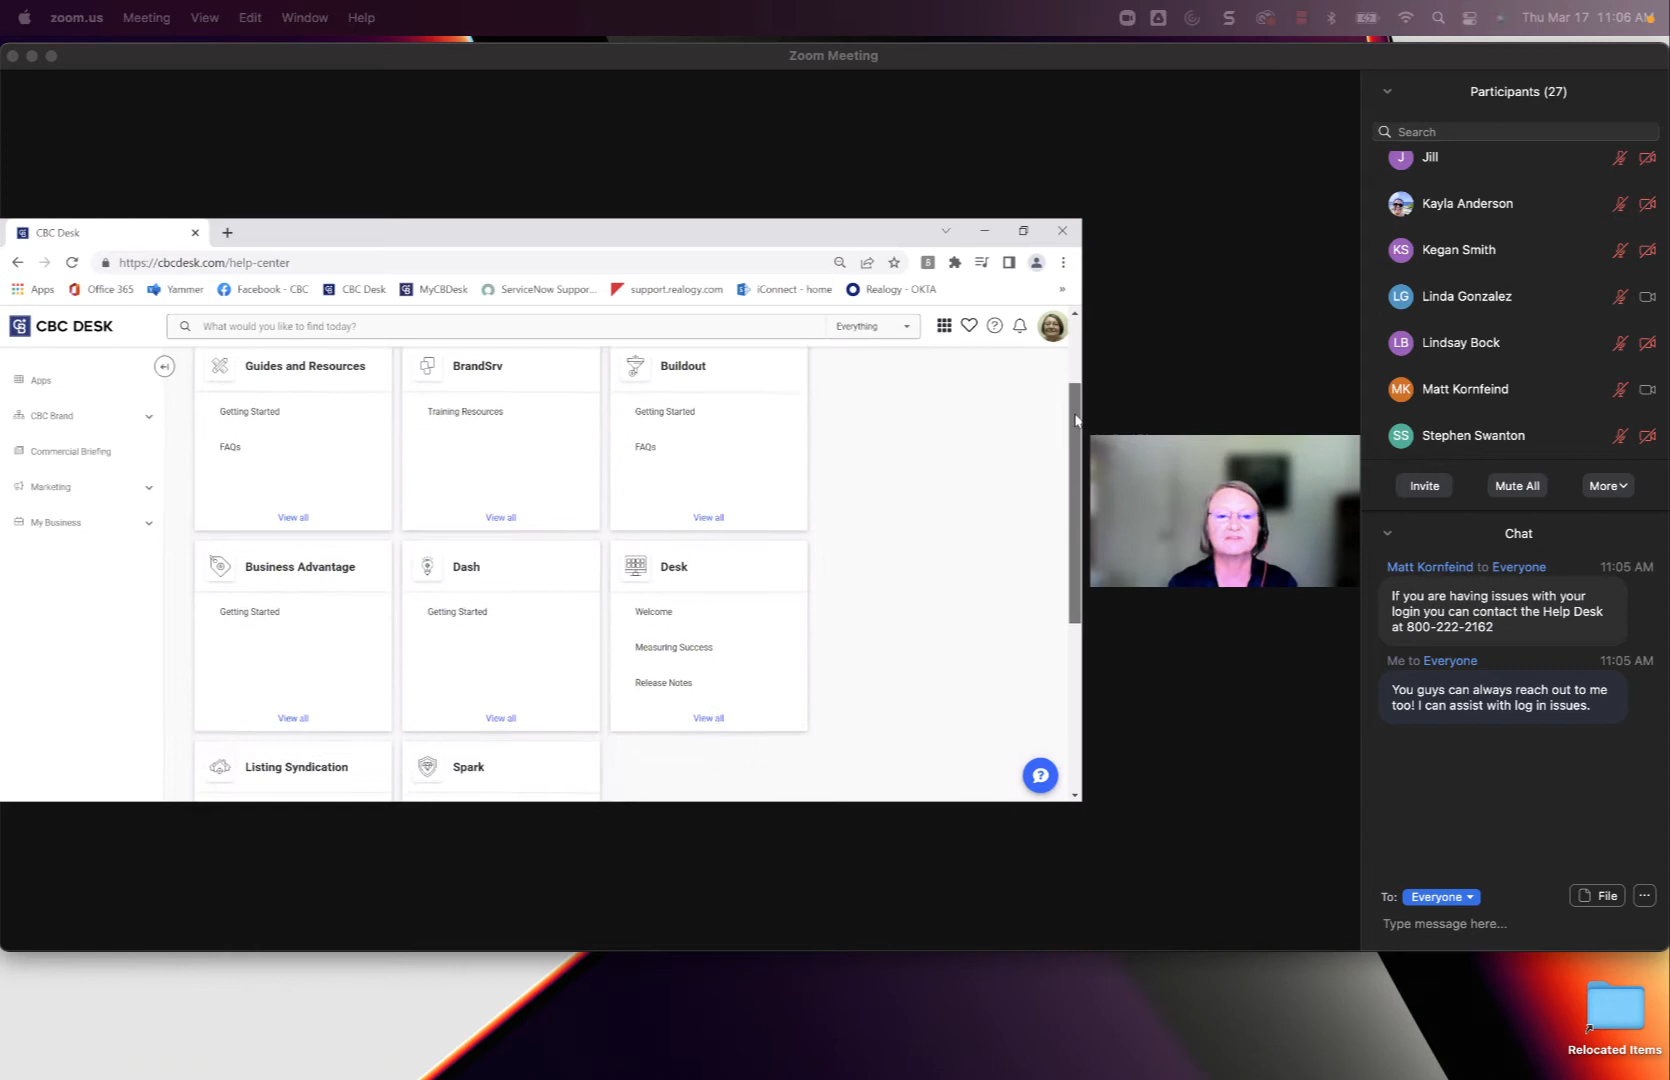 zoom.us Meeting View Edit Window Help
Thu Mar 17 11:06 AM
Zoom Meeting
Participants (27)
Search
J Jill
Kayla Anderson
KS Kegan Smith
LG Linda Gonzalez
LB Lindsay Bock
MK Matt Kornfeind
SS Stephen Swanton
Invite Mute All More
Chat
Matt Kornfeind to Everyone 11:05 AM
If you are having issues with your
login you can contact the Help Desk
at 800-222-2162
Me to Everyone 11:05 AM
You guys can always reach out to me
too! I can assist with log in issues.
To: Everyone File ...
Type message here...
CBC Desk
https://cbcdesk.com/help-center
Apps Office 365 Yammer Facebook - CBC CBC Desk MyCBDesk ServiceNow Suppor... support.realogy.com iConnect - home Realogy - OKTA »
CBC DESK
What would you like to find today? Everything
Apps
CBC Brand
Commercial Briefing
Marketing
My Business
Guides and Resources
Getting Started
FAQs
View all
BrandSrv
Training Resources
View all
Buildout
Getting Started
FAQs
View all
Business Advantage
Getting Started
View all
Dash
Getting Started
View all
Desk
Welcome
Measuring Success
Release Notes
View all
Listing Syndication
Spark
Relocated Items